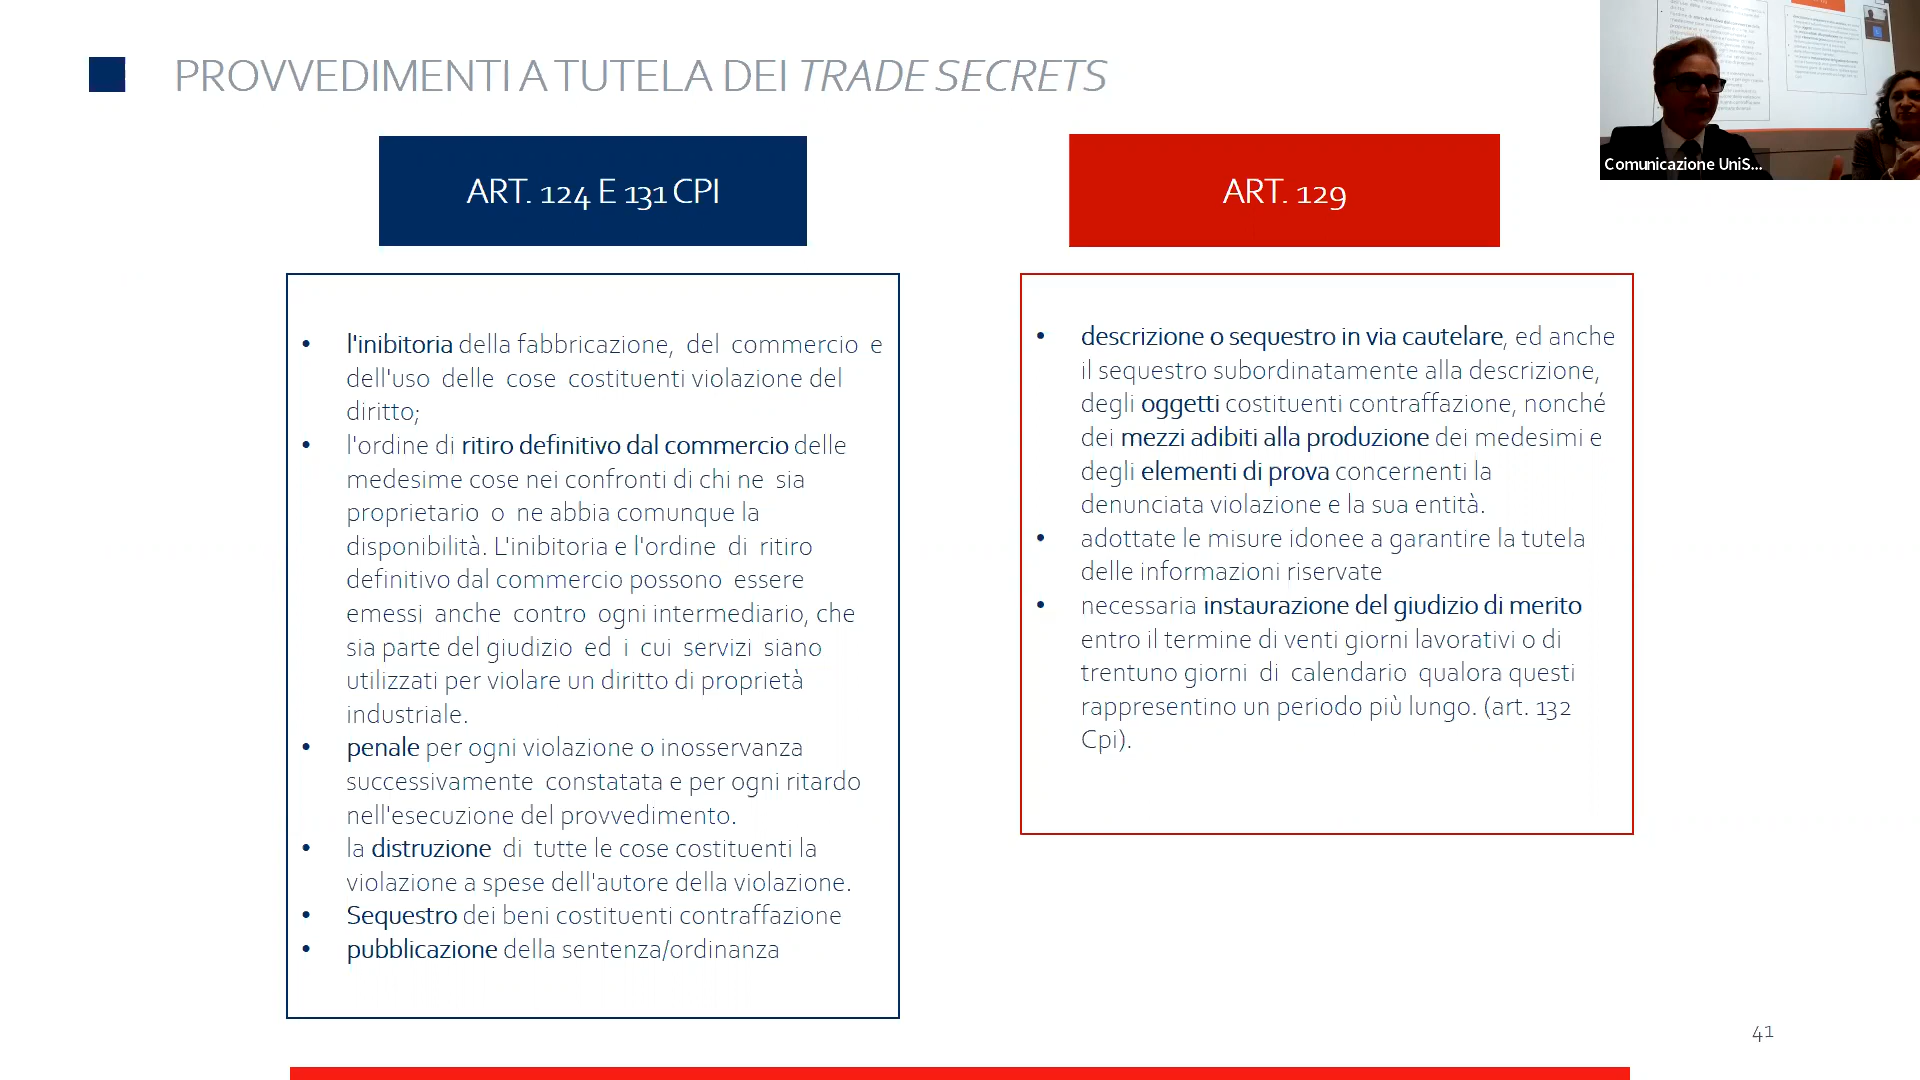 PROVVEDIMENTI A TUTELA DEI TRADE SECRETS
Comunicazione UniS...
ART. 124 E 131 CPI
• l'inibitoria della fabbricazione, del commercio e
dell'uso delle cose costituenti violazione del
diritto;
• l'ordine di ritiro definitivo dal commercio delle
medesime cose nei confronti di chi ne sia
proprietario o ne abbia comunque la
disponibilità. L'inibitoria e l'ordine di ritiro
definitivo dal commercio possono essere
emessi anche contro ogni intermediario, che
sia parte del giudizio ed i cui servizi siano
utilizzati per violare un diritto di proprietà
industriale.
• penale per ogni violazione o inosservanza
successivamente constatata e per ogni ritardo
nell'esecuzione del provvedimento.
• la distruzione di tutte le cose costituenti la
violazione a spese dell'autore della violazione.
• Sequestro dei beni costituenti contraffazione
• pubblicazione della sentenza/ordinanza
ART. 129
• descrizione o sequestro in via cautelare, ed anche
il sequestro subordinatamente alla descrizione,
degli oggetti costituenti contraffazione, nonché
dei mezzi adibiti alla produzione dei medesimi e
degli elementi di prova concernenti la
denunciata violazione e la sua entità.
• adottate le misure idonee a garantire la tutela
delle informazioni riservate
• necessaria instaurazione del giudizio di merito
entro il termine di venti giorni lavorativi o di
trentuno giorni di calendario qualora questi
rappresentino un periodo più lungo. (art. 132
Cpi).
41